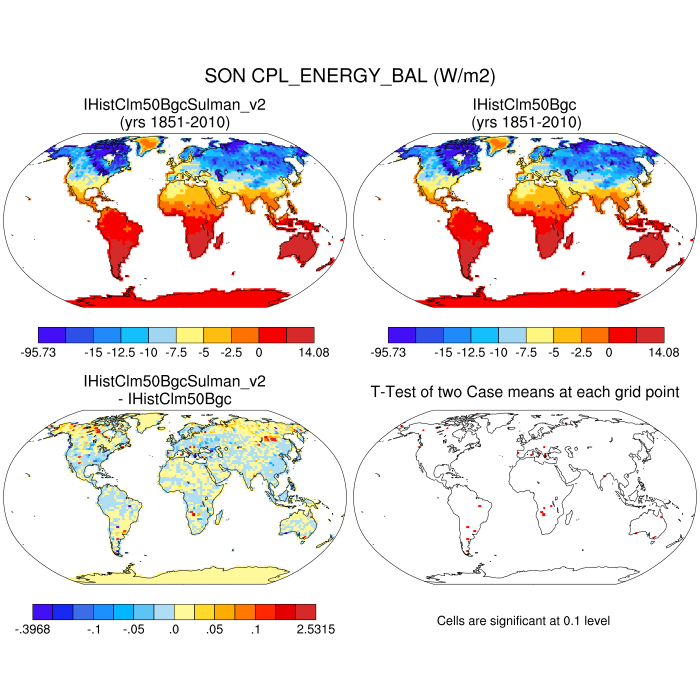 SON CPL_ENERGY_BAL (W/m2)
IHistClm50BgcSulman_v2
(yrs 1851-2010)
IHistClm50Bgc
(yrs 1851-2010)
-95.73 -15 -12.5 -10 -7.5 -5 -2.5 0 14.08
-95.73 -15 -12.5 -10 -7.5 -5 -2.5 0 14.08
IHistClm50BgcSulman_v2
- IHistClm50Bgc
T-Test of two Case means at each grid point
-.3968 -.1 -.05 .0 .05 .1 2.5315
Cells are significant at 0.1 level